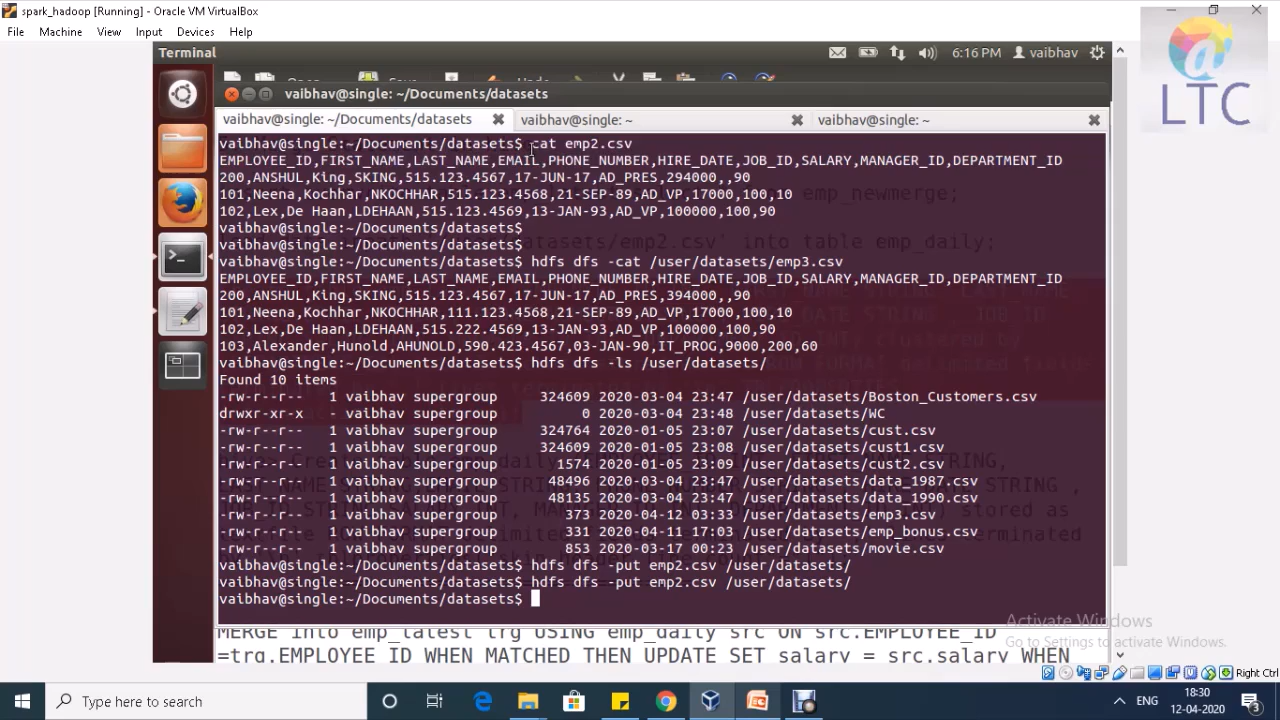 spark_hadoop [Running] - Oracle VM VirtualBox
File Machine View Input Devices Help
LTC
Terminal
6:16 PM vaibhav
vaibhav@single: ~/Documents/datasets
vaibhav@single: ~/Documents/datasets
vaibhav@single: ~
vaibhav@single: ~
vaibhav@single:~/Documents/datasets$ cat emp2.csv
EMPLOYEE_ID,FIRST_NAME,LAST_NAME,EMAIL,PHONE_NUMBER,HIRE_DATE,JOB_ID,SALARY,MANAGER_ID,DEPARTMENT_ID
200,ANSHUL,King,SKING,515.123.4567,17-JUN-17,AD_PRES,294000,,90
101,Neena,Kochhar,NKOCHHAR,515.123.4568,21-SEP-89,AD_VP,17000,100,10
102,Lex,De Haan,LDEHAAN,515.123.4569,13-JAN-93,AD_VP,100000,100,90
vaibhav@single:~/Documents/datasets$
vaibhav@single:~/Documents/datasets$
vaibhav@single:~/Documents/datasets$ hdfs dfs -cat /user/datasets/emp3.csv
EMPLOYEE_ID,FIRST_NAME,LAST_NAME,EMAIL,PHONE_NUMBER,HIRE_DATE,JOB_ID,SALARY,MANAGER_ID,DEPARTMENT_ID
200,ANSHUL,King,SKING,515.123.4567,17-JUN-17,AD_PRES,394000,,90
101,Neena,Kochhar,NKOCHHAR,111.123.4568,21-SEP-89,AD_VP,17000,100,10
102,Lex,De Haan,LDEHAAN,515.222.4569,13-JAN-93,AD_VP,100000,100,90
103,Alexander,Hunold,AHUNOLD,590.423.4567,03-JAN-90,IT_PROG,9000,200,60
vaibhav@single:~/Documents/datasets$ hdfs dfs -ls /user/datasets/
Found 10 items
-rw-r--r-- 1 vaibhav supergroup 324609 2020-03-04 23:47 /user/datasets/Boston_Customers.csv
drwxr-xr-x - vaibhav supergroup 0 2020-03-04 23:48 /user/datasets/WC
-rw-r--r-- 1 vaibhav supergroup 324764 2020-01-05 23:07 /user/datasets/cust.csv
-rw-r--r-- 1 vaibhav supergroup 324609 2020-01-05 23:08 /user/datasets/cust1.csv
-rw-r--r-- 1 vaibhav supergroup 1574 2020-01-05 23:09 /user/datasets/cust2.csv
-rw-r--r-- 1 vaibhav supergroup 48496 2020-03-04 23:47 /user/datasets/data_1987.csv
-rw-r--r-- 1 vaibhav supergroup 48135 2020-03-04 23:47 /user/datasets/data_1990.csv
-rw-r--r-- 1 vaibhav supergroup 373 2020-04-12 03:33 /user/datasets/emp3.csv
-rw-r--r-- 1 vaibhav supergroup 331 2020-04-11 17:03 /user/datasets/emp_bonus.csv
-rw-r--r-- 1 vaibhav supergroup 853 2020-03-17 00:23 /user/datasets/movie.csv
vaibhav@single:~/Documents/datasets$ hdfs dfs -put emp2.csv /user/datasets/
vaibhav@single:~/Documents/datasets$ hdfs dfs -put emp2.csv /user/datasets/
vaibhav@single:~/Documents/datasets$
MERGE into emp_latest trg USING emp_daily src ON src.EMPLOYEE_ID
=trg.EMPLOYEE_ID WHEN MATCHED THEN UPDATE SET salary = src.salary WHEN
Activate Windows
Go to Settings to activate Windows.
Right Ctrl
Type here to search
ENG
18:30
12-04-2020
3